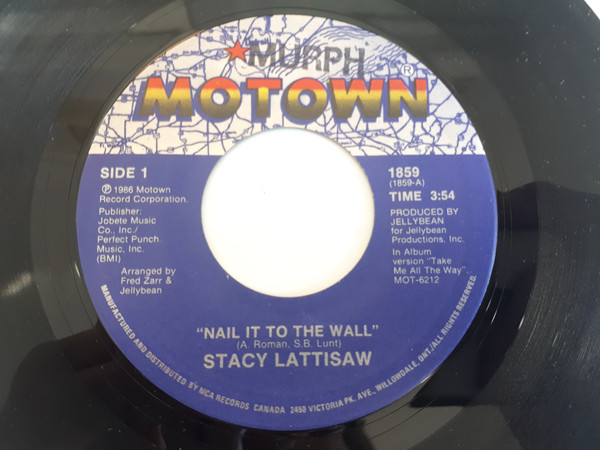 MURPH
MOTOWN®
SIDE 1
℗ 1986 Motown
Record Corporation.
Publisher:
Jobete Music
Co., Inc./
Perfect Punch
Music, Inc.
(BMI)
Arranged by
Fred Zarr &
Jellybean
1859
(1859-A)
TIME 3:54
PRODUCED BY
JELLYBEAN
for Jellybean
Productions, Inc.
In Album
version "Take
Me All The Way".
MOT-6212
"NAIL IT TO THE WALL"
(A. Roman, S.B. Lunt)
STACY LATTISAW
MANUFACTURED AND DISTRIBUTED BY MCA RECORDS CANADA 2450 VICTORIA PK. AVE., WILLOWDALE, ONT./ALL RIGHTS RESERVED.